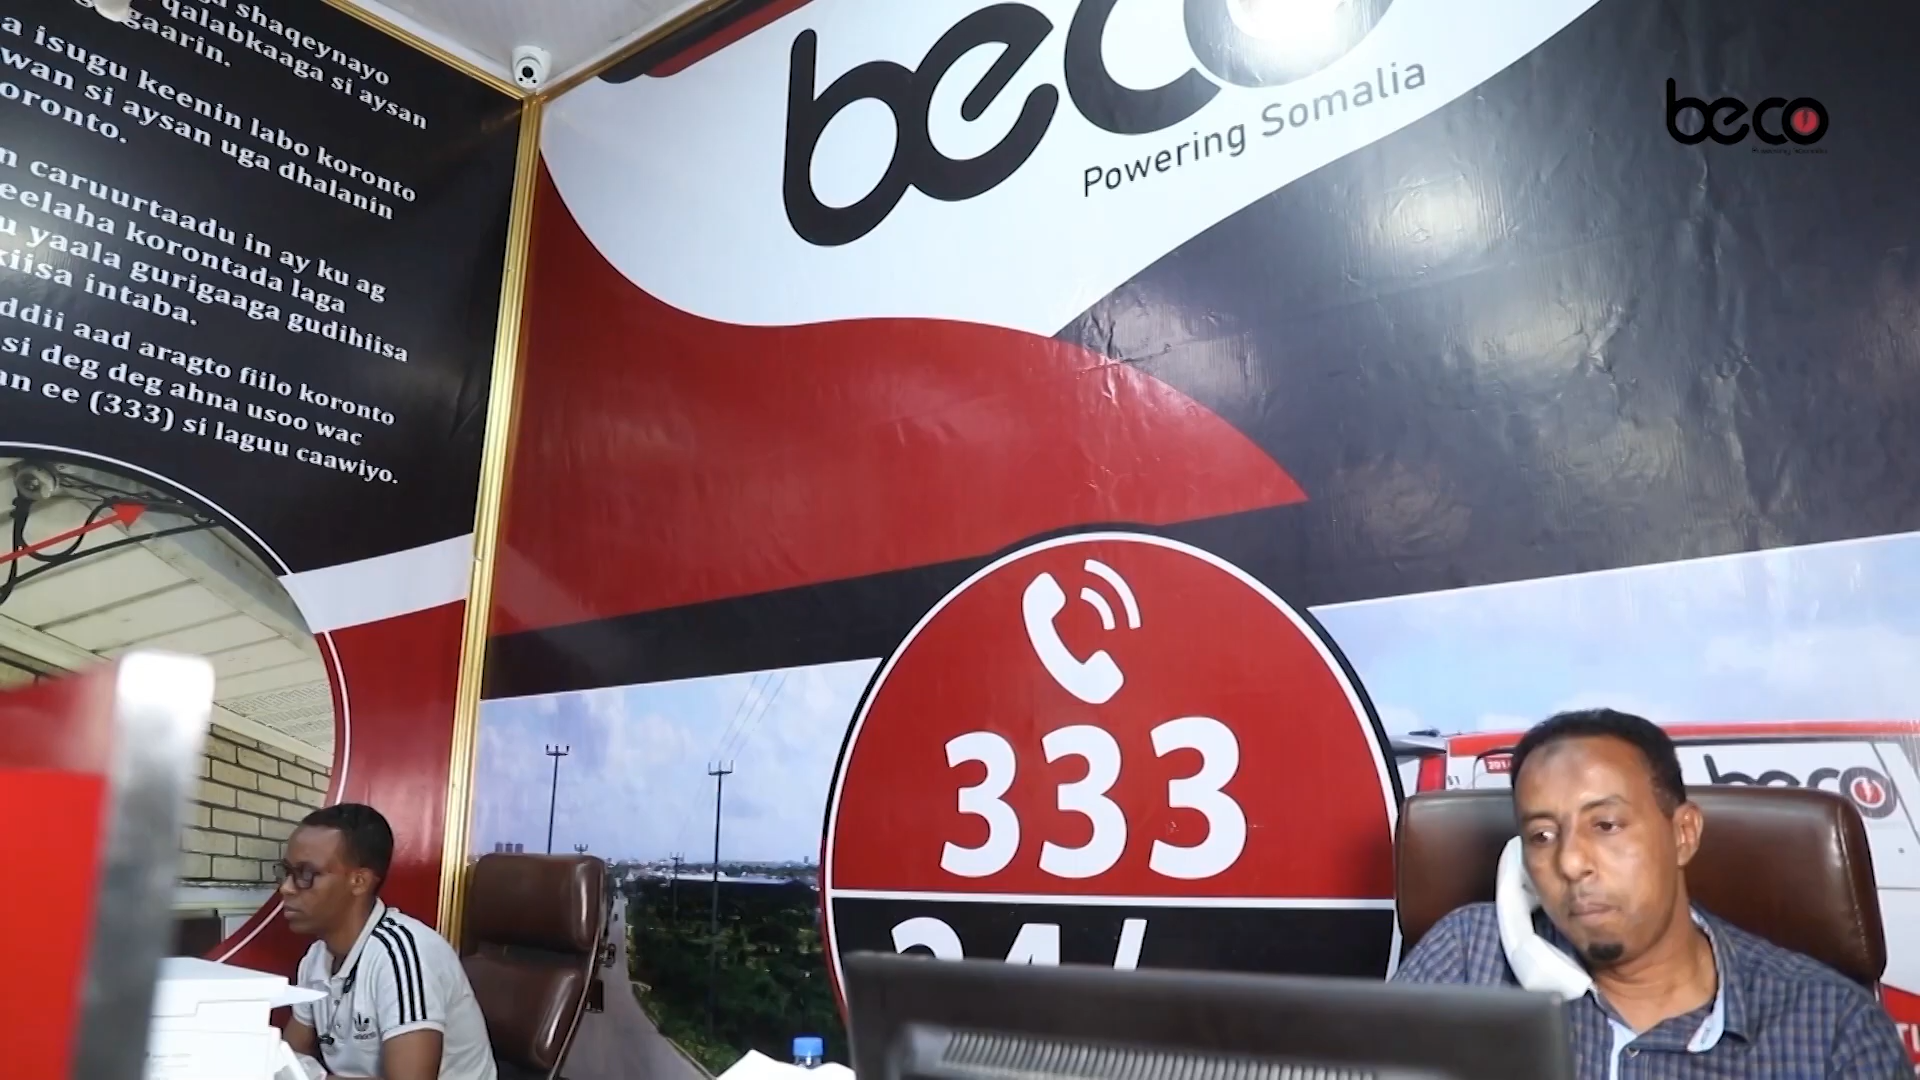 shaqeynayo
qalabkaaga si aysan
gaarin.
a isugu keenin labo koronto
wan si aysan uga dhalanin
oronto.
n caruurtaadu in ay ku ag
eelaha korontada laga
u yaala gurigaaga gudihiisa
kiisa intaba.
ddii aad aragto fiilo koronto
si deg deg ahna usoo wac
an ee (333) si laguu caawiyo.
beco
Powering Somalia
beco
333
24/
beco
adidas